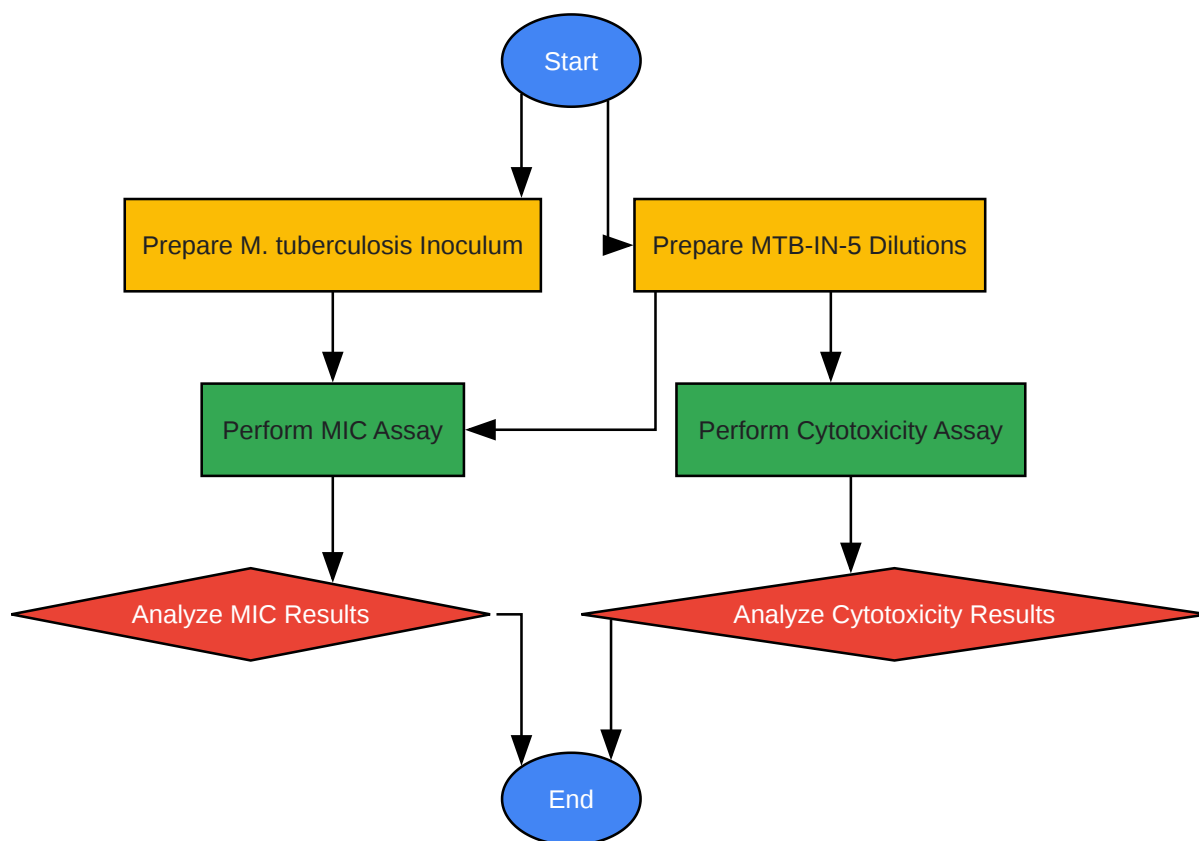 Start
Prepare M. tuberculosis Inoculum
Prepare MTB-IN-5 Dilutions
Perform MIC Assay
Perform Cytotoxicity Assay
Analyze MIC Results
Analyze Cytotoxicity Results
End